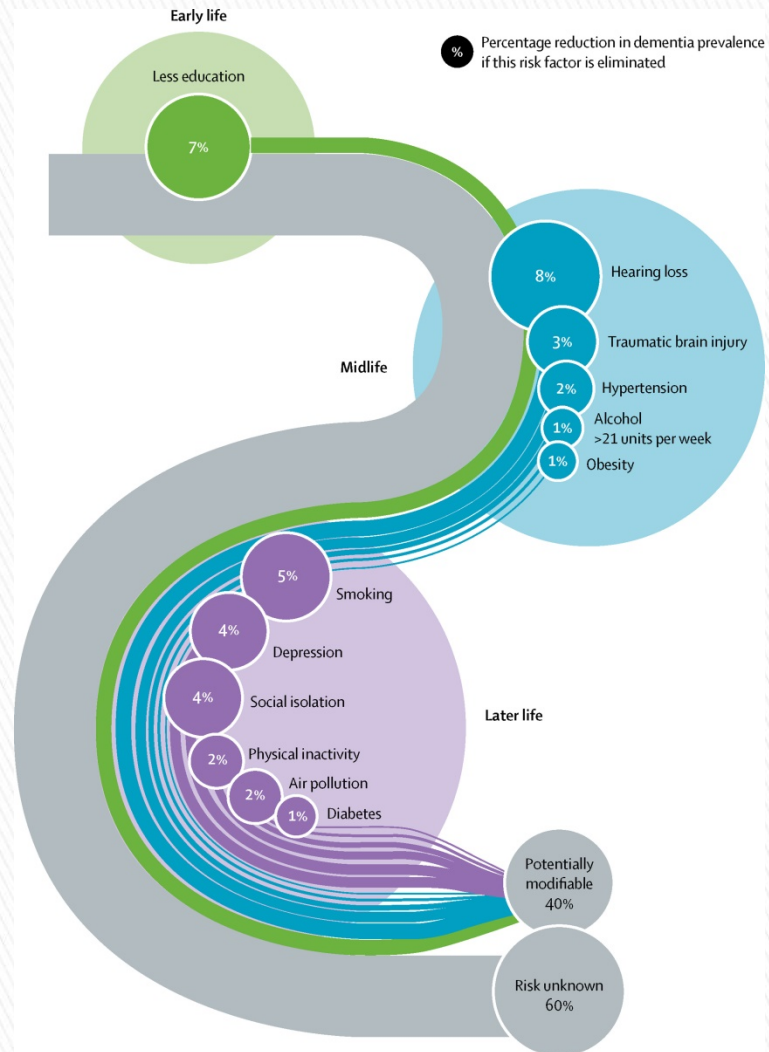 Early life
%
Percentage reduction in dementia prevalence
if this risk factor is eliminated
Less education
7%
8%
Hearing loss
3%
Traumatic brain injury
Midlife
2%
Hypertension
1%
Alcohol
>21 units per week
1%
Obesity
5%
Smoking
4%
Depression
4%
Social isolation
Later life
2%
Physical inactivity
2%
Air pollution
1%
Diabetes
Potentially
modifiable
40%
Risk unknown
60%